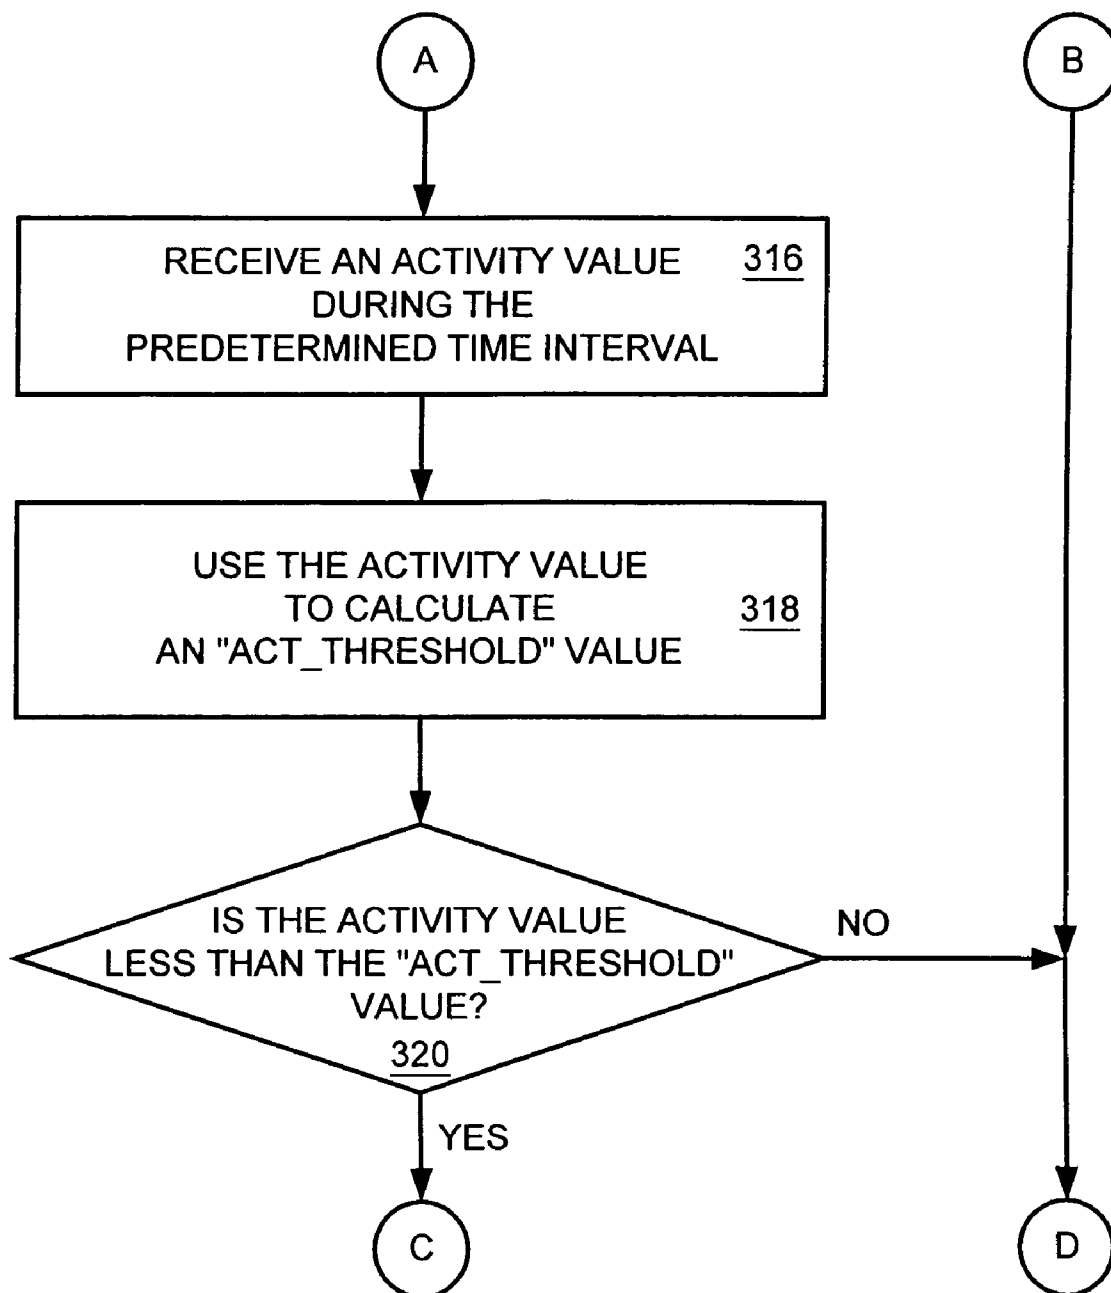 A
B
RECEIVE AN ACTIVITY VALUE 316
DURING THE
PREDETERMINED TIME INTERVAL
USE THE ACTIVITY VALUE
TO CALCULATE 318
AN "ACT_THRESHOLD" VALUE
IS THE ACTIVITY VALUE
LESS THAN THE "ACT_THRESHOLD"
VALUE?
320
NO
YES
C
D